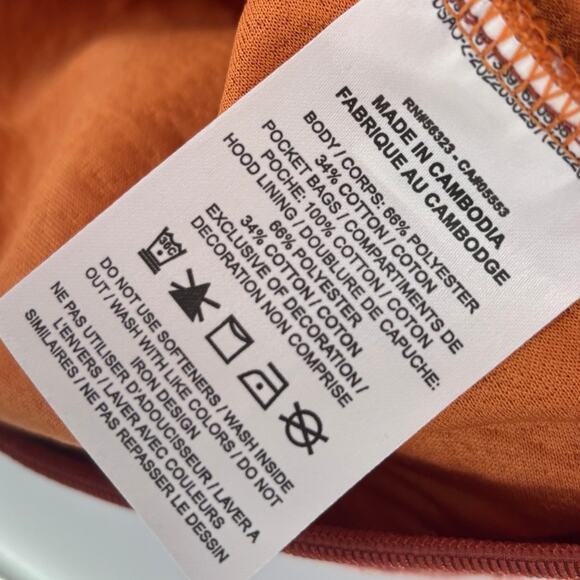 RN#56323 - CA#05553
MADE IN CAMBODIA
FABRIQUE AU CAMBODGE
BODY / CORPS: 66% POLYESTER
34% COTTON / COTON
POCKET BAGS / COMPARTIMENTS DE
POCHE: 100% COTTON / COTON
HOOD LINING / DOUBLURE DE CAPUCHE:
66% POLYESTER
34% COTTON / COTON
EXCLUSIVE OF DECORATION /
DECORATION NON COMPRISE
30C
DO NOT USE SOFTENERS / WASH INSIDE
OUT / WASH WITH LIKE COLORS / DO NOT
IRON DESIGN
NE PAS UTILISER D'ADOUCISSEUR / LAVER A
L'ENVERS / LAVER AVEC COULEURS
SIMILAIRES / NE PAS REPASSER LE DESSIN